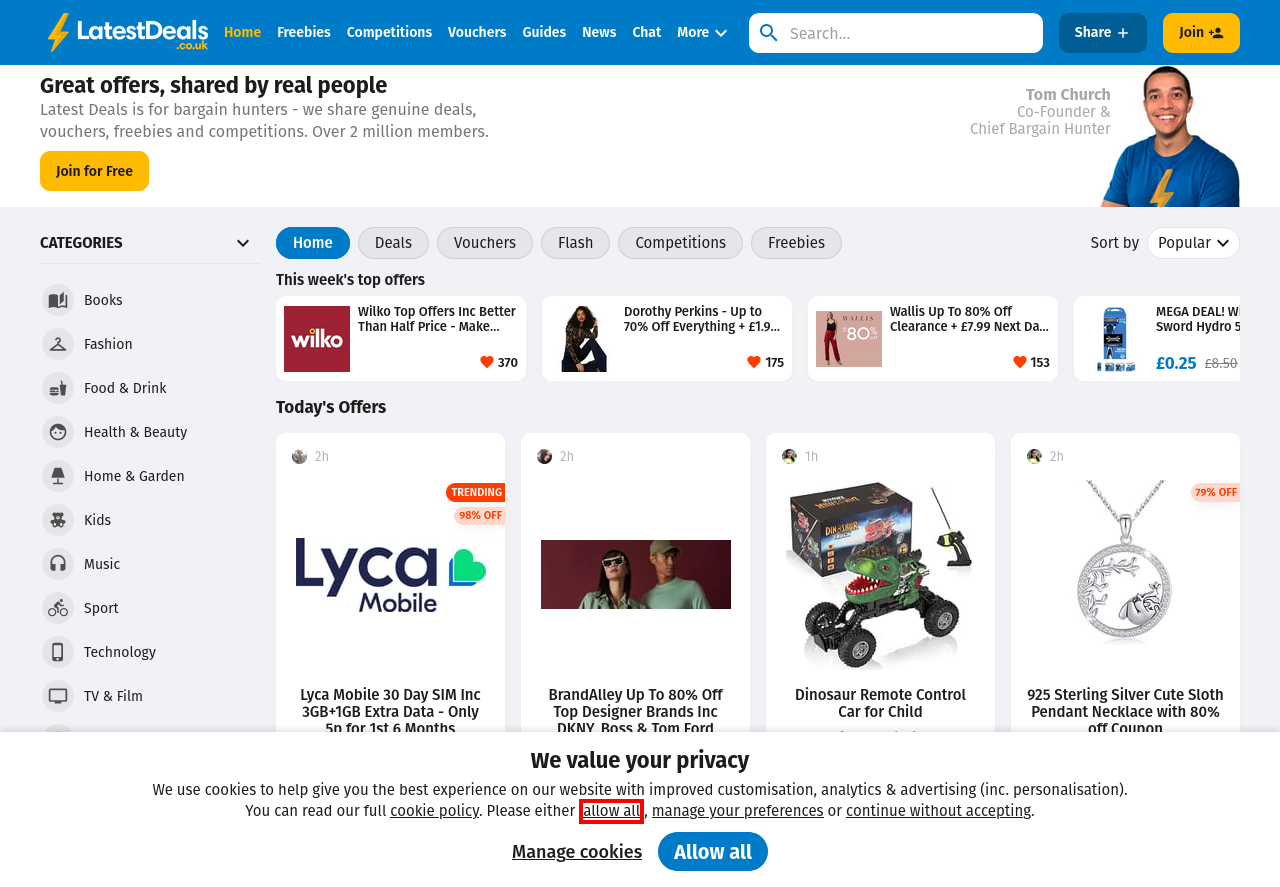 LatestDeals
.co.uk
Home Freebies Competitions Vouchers Guides News Chat More
Search...
Share +
Join
Great offers, shared by real people
Latest Deals is for bargain hunters - we share genuine deals,
vouchers, freebies and competitions. Over 2 million members.
Join for Free
Tom Church
Co-Founder &
Chief Bargain Hunter
CATEGORIES
Books
Fashion
Food & Drink
Health & Beauty
Home & Garden
Kids
Music
Sport
Technology
TV & Film
Home Deals Vouchers Flash Competitions Freebies
Sort by Popular
This week's top offers
wilko
Wilko Top Offers Inc Better
Than Half Price - Make...
370
Dorothy Perkins - Up to
70% Off Everything + £1.9...
175
WALLIS
80%
OFF
Wallis Up To 80% Off
Clearance + £7.99 Next Da...
153
MEGA DEAL! W
Sword Hydro 5
£0.25 £8.50
Today's Offers
2h
TRENDING
98% OFF
Lyca
Mobile
Lyca Mobile 30 Day SIM Inc
3GB+1GB Extra Data - Only
5p for 1st 6 Months
2h
BrandAlley Up To 80% Off
Top Designer Brands Inc
DKNY, Boss & Tom Ford
1h
Dinosaur Remote Control
Car for Child
2h
79% OFF
925 Sterling Silver Cute Sloth
Pendant Necklace with 80%
off Coupon
We value your privacy
We use cookies to help give you the best experience on our website with improved customisation, analytics & advertising (inc. personalisation).
You can read our full cookie policy. Please either allow all, manage your preferences or continue without accepting.
Manage cookies
Allow all